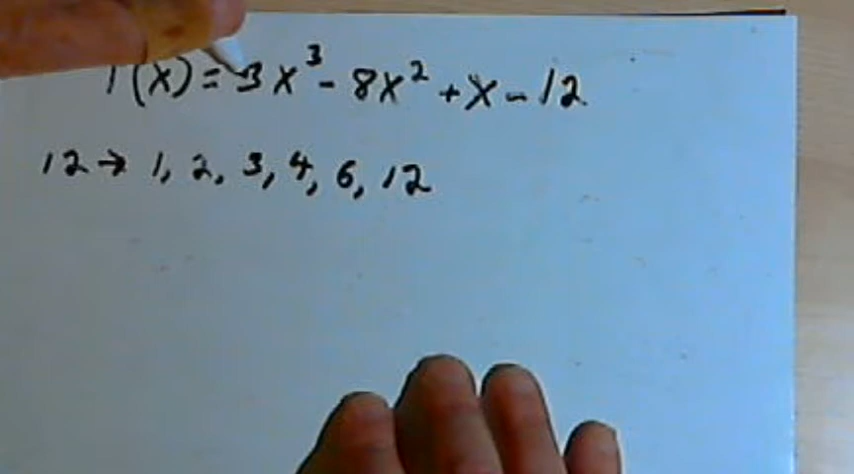 f(x) = 3x³ - 8x² + x - 12
12 → 1, 2, 3, 4, 6, 12